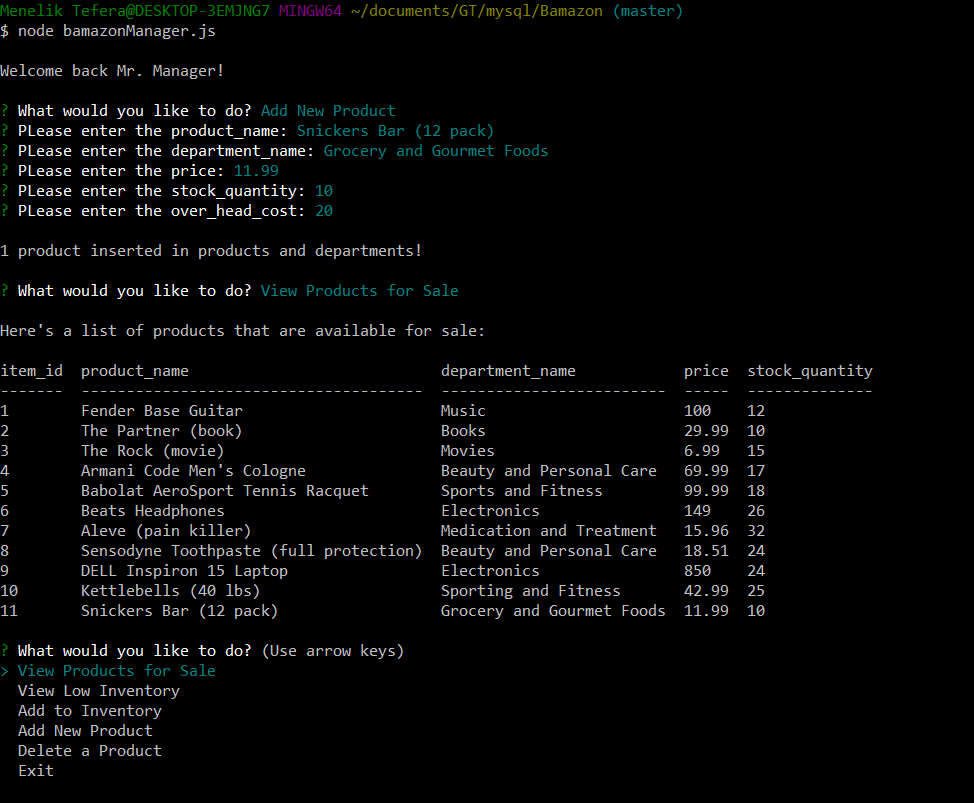 Menelik Tefera@DESKTOP-3EMJNG7 MINGW64 ~/documents/GT/mysql/Bamazon (master)
$ node bamazonManager.js
Welcome back Mr. Manager!
? What would you like to do? Add New Product
? PLease enter the product_name: Snickers Bar (12 pack)
? PLease enter the department_name: Grocery and Gourmet Foods
? PLease enter the price: 11.99
? PLease enter the stock_quantity: 10
? PLease enter the over_head_cost: 20
1 product inserted in products and departments!
? What would you like to do? View Products for Sale
Here's a list of products that are available for sale:
item_id  product_name                            department_name             price  stock_quantity
-------  --------------------------------------  -------------------------  -----  --------------
1        Fender Base Guitar                      Music                      100    12
2        The Partner (book)                      Books                      29.99  10
3        The Rock (movie)                        Movies                     6.99   15
4        Armani Code Men's Cologne               Beauty and Personal Care   69.99  17
5        Babolat AeroSport Tennis Racquet        Sports and Fitness         99.99  18
6        Beats Headphones                        Electronics                149    26
7        Aleve (pain killer)                     Medication and Treatment   15.96  32
8        Sensodyne Toothpaste (full protection)  Beauty and Personal Care   18.51  24
9        DELL Inspiron 15 Laptop                 Electronics                850    24
10       Kettlebells (40 lbs)                    Sporting and Fitness       42.99  25
11       Snickers Bar (12 pack)                  Grocery and Gourmet Foods  11.99  10
? What would you like to do? (Use arrow keys)
> View Products for Sale
  View Low Inventory
  Add to Inventory
  Add New Product
  Delete a Product
  Exit